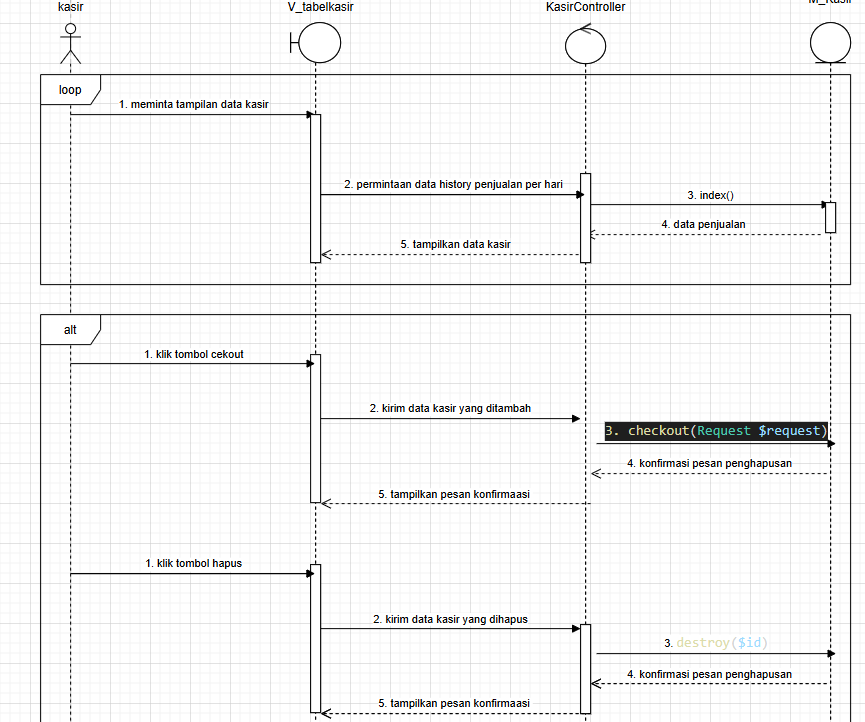 kasir
V_tabelkasir
KasirController
M_Kasir
loop
1. meminta tampilan data kasir
2. permintaan data history penjualan per hari
3. index()
4. data penjualan
5. tampilkan data kasir
alt
1. klik tombol cekout
2. kirim data kasir yang ditambah
3. checkout(Request $request)
4. konfirmasi pesan penghapusan
5. tampilkan pesan konfirmaasi
1. klik tombol hapus
2. kirim data kasir yang dihapus
3. destroy($id)
4. konfirmasi pesan penghapusan
5. tampilkan pesan konfirmaasi